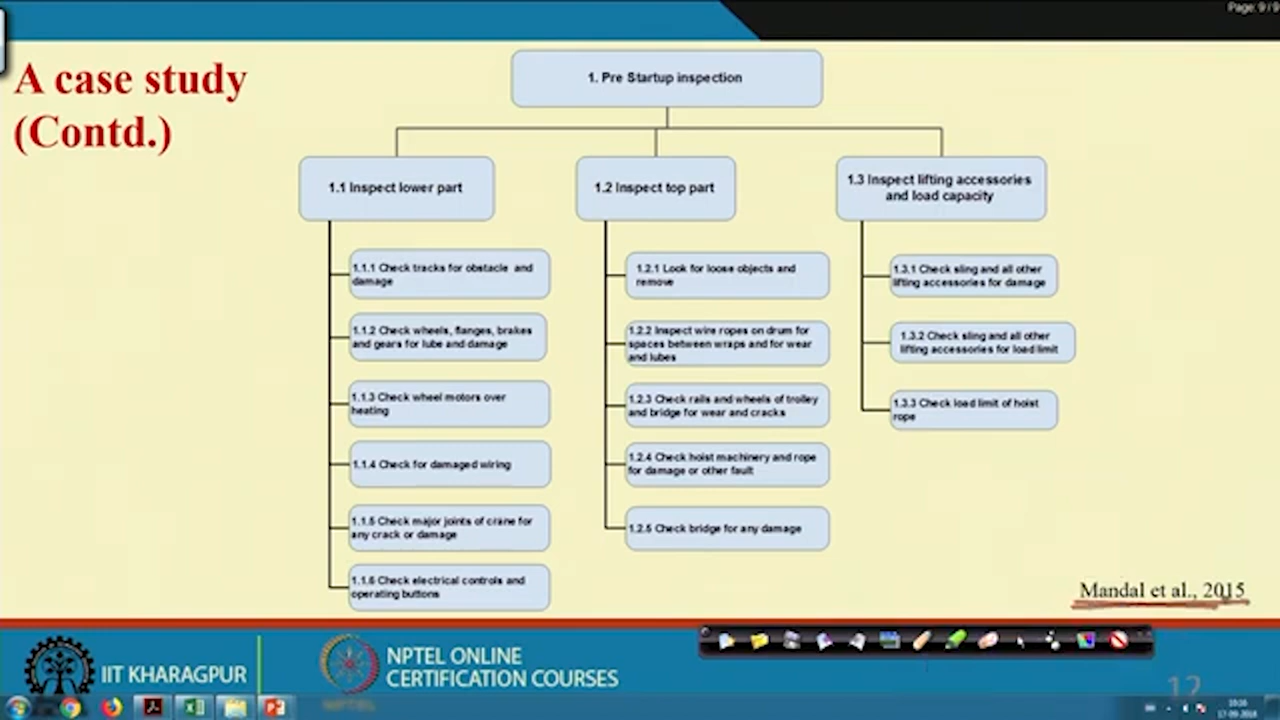 Page: 9 / 9
A case study
(Contd.)
1. Pre Startup inspection
1.1 Inspect lower part
1.2 Inspect top part
1.3 Inspect lifting accessories
and load capacity
1.1.1 Check tracks for obstacle and
damage
1.1.2 Check wheels, flanges, brakes
and gears for lube and damage
1.1.3 Check wheel motors over
heating
1.1.4 Check for damaged wiring
1.1.5 Check major joints of crane for
any crack or damage
1.1.6 Check electrical controls and
operating buttons
1.2.1 Look for loose objects and
remove
1.2.2 Inspect wire ropes on drum for
spaces between wraps and for wear
and lubes
1.2.3 Check rails and wheels of trolley
and bridge for wear and cracks
1.2.4 Check hoist machinery and rope
for damage or other fault
1.2.5 Check bridge for any damage
1.3.1 Check sling and all other
lifting accessories for damage
1.3.2 Check sling and all other
lifting accessories for load limit
1.3.3 Check load limit of hoist
rope
Mandal et al., 2015
IIT KHARAGPUR
NPTEL ONLINE
CERTIFICATION COURSES
NPTEL
12